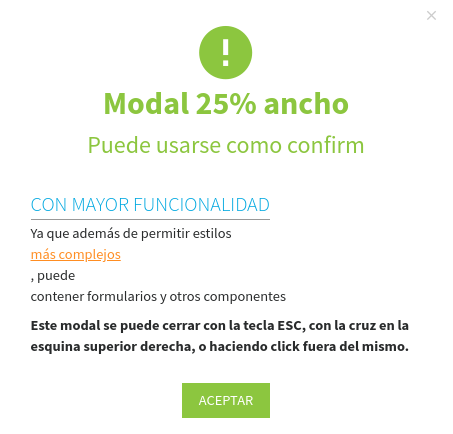 ×
!
Modal 25% ancho
Puede usarse como confirm
CON MAYOR FUNCIONALIDAD
Ya que además de permitir estilos
más complejos
, puede
contener formularios y otros componentes
Este modal se puede cerrar con la tecla ESC, con la cruz en la
esquina superior derecha, o haciendo click fuera del mismo.
ACEPTAR